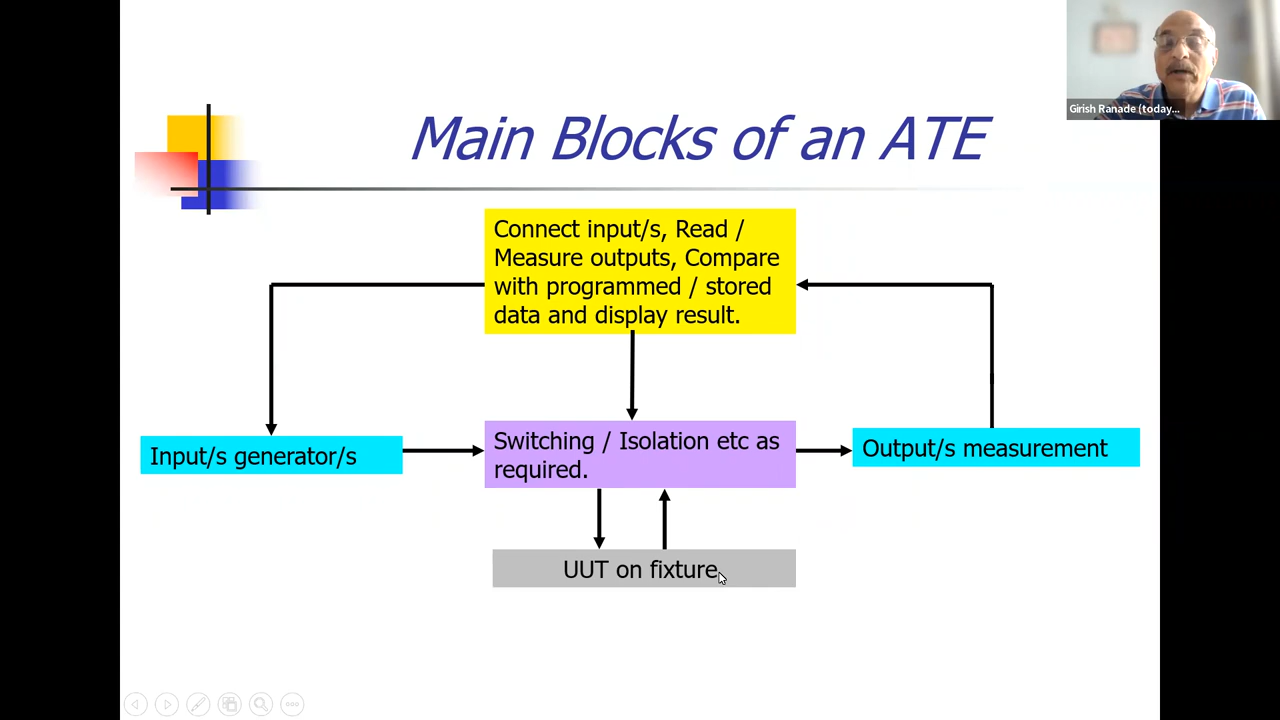 Girish Ranade (today...
Main Blocks of an ATE
Connect input/s, Read /
Measure outputs, Compare
with programmed / stored
data and display result.
Input/s generator/s
Switching / Isolation etc as
required.
Output/s measurement
UUT on fixture